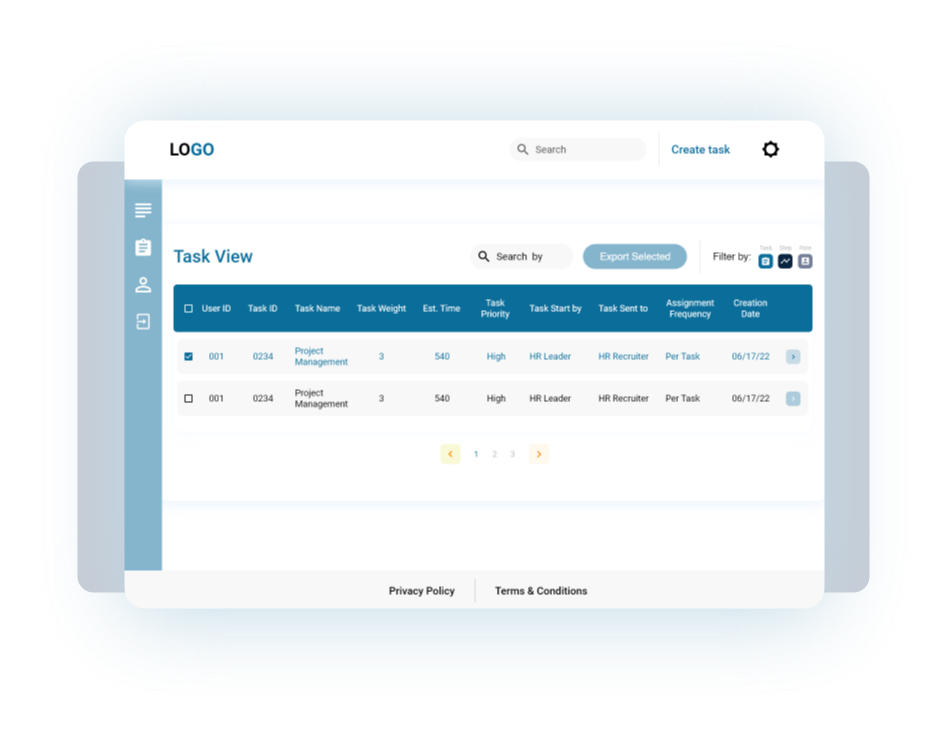 LOGO
Search
Create task
Task View
Search by
Export Selected
Filter by:
Task
Step
Role
User ID
Task ID
Task Name
Task Weight
Est. Time
Task
Priority
Task Start by
Task Sent to
Assignment
Frequency
Creation
Date
001
0234
Project
Management
3
540
High
HR Leader
HR Recruiter
Per Task
06/17/22
001
0234
Project
Management
3
540
High
HR Leader
HR Recruiter
Per Task
06/17/22
1
2
3
Privacy Policy
Terms & Conditions